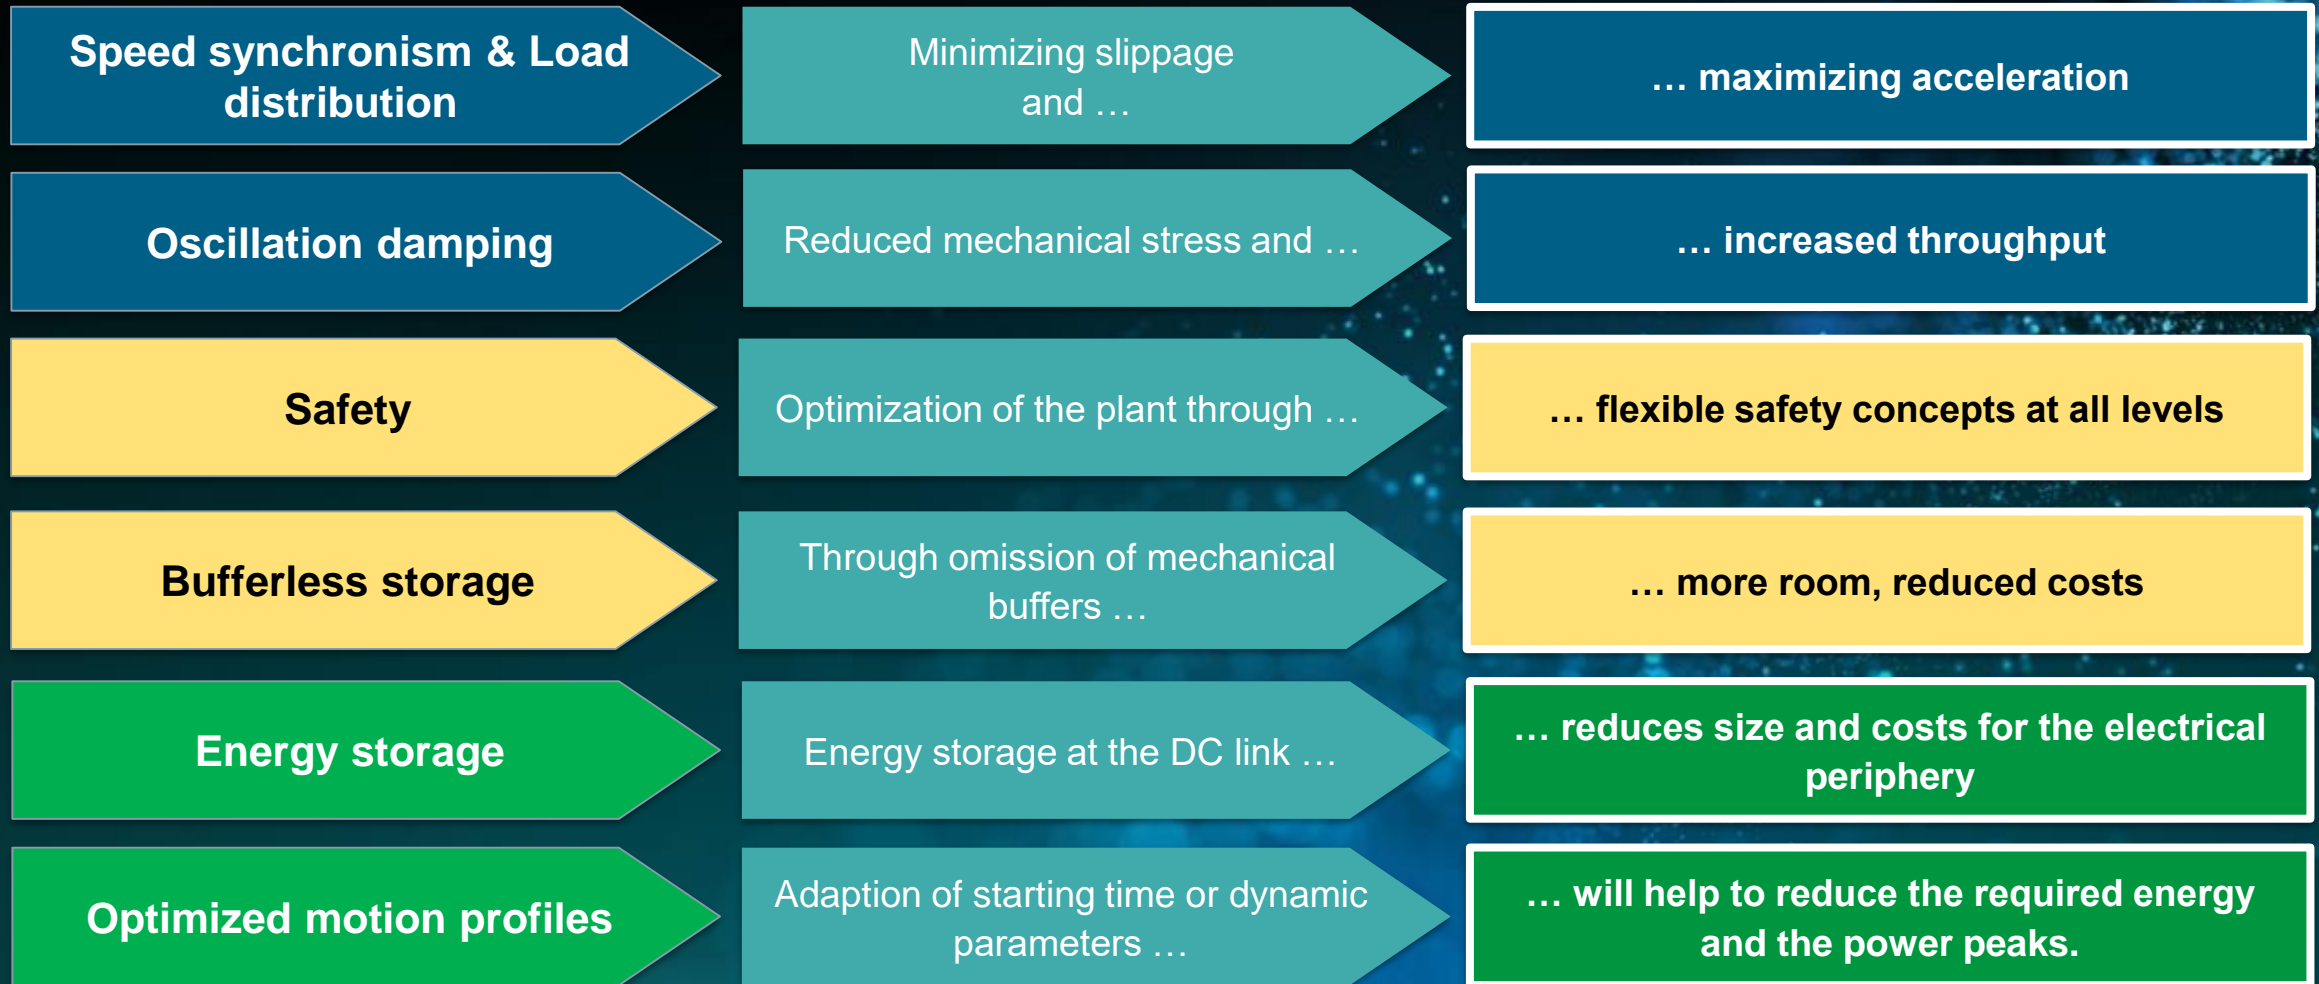 Speed synchronism & Load
distribution
Minimizing slippage
and …
… maximizing acceleration
Oscillation damping
Reduced mechanical stress and …
… increased throughput
Safety
Optimization of the plant through …
… flexible safety concepts at all levels
Bufferless storage
Through omission of mechanical
buffers …
… more room, reduced costs
Energy storage
Energy storage at the DC link …
… reduces size and costs for the electrical
periphery
Optimized motion profiles
Adaption of starting time or dynamic
parameters …
… will help to reduce the required energy
and the power peaks.